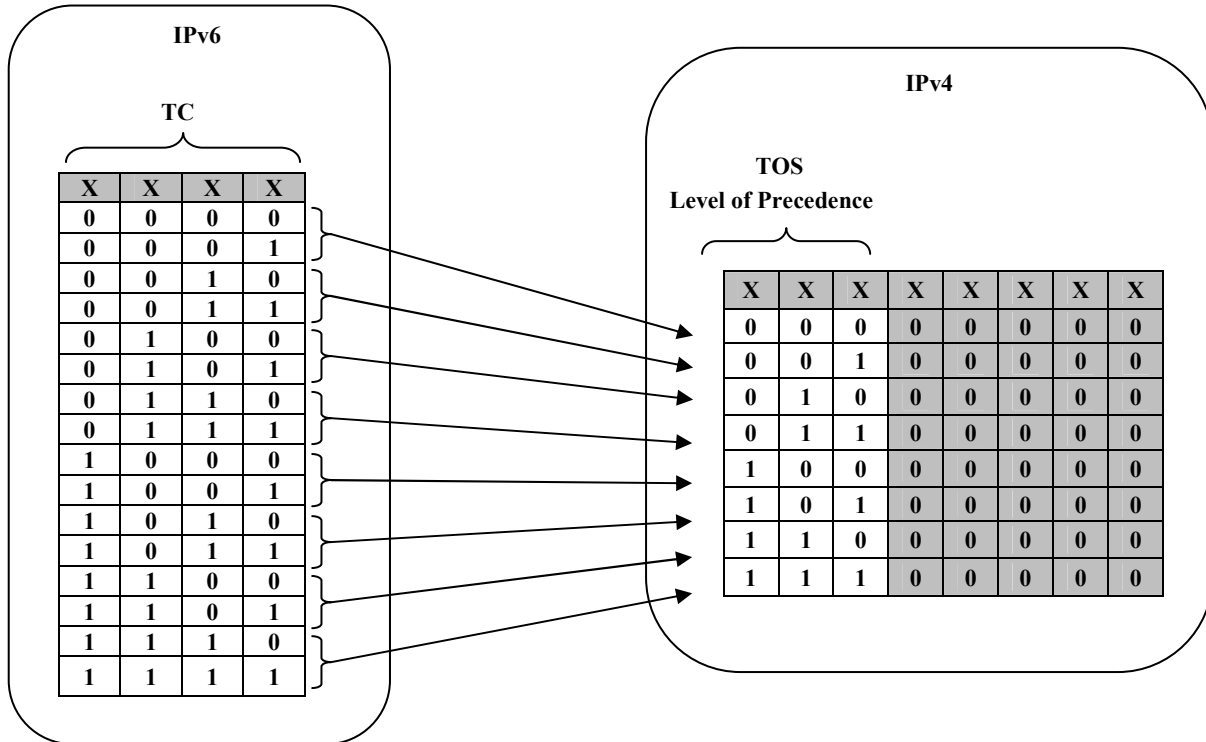 IPv6
TC
X X X X
0 0 0 0
0 0 0 1
0 0 1 0
0 0 1 1
0 1 0 0
0 1 0 1
0 1 1 0
0 1 1 1
1 0 0 0
1 0 0 1
1 0 1 0
1 0 1 1
1 1 0 0
1 1 0 1
1 1 1 0
1 1 1 1
IPv4
TOS
Level of Precedence
X X X X X X X X
0 0 0 0 0 0 0 0
0 0 1 0 0 0 0 0
0 1 0 0 0 0 0 0
0 1 1 0 0 0 0 0
1 0 0 0 0 0 0 0
1 0 1 0 0 0 0 0
1 1 0 0 0 0 0 0
1 1 1 0 0 0 0 0